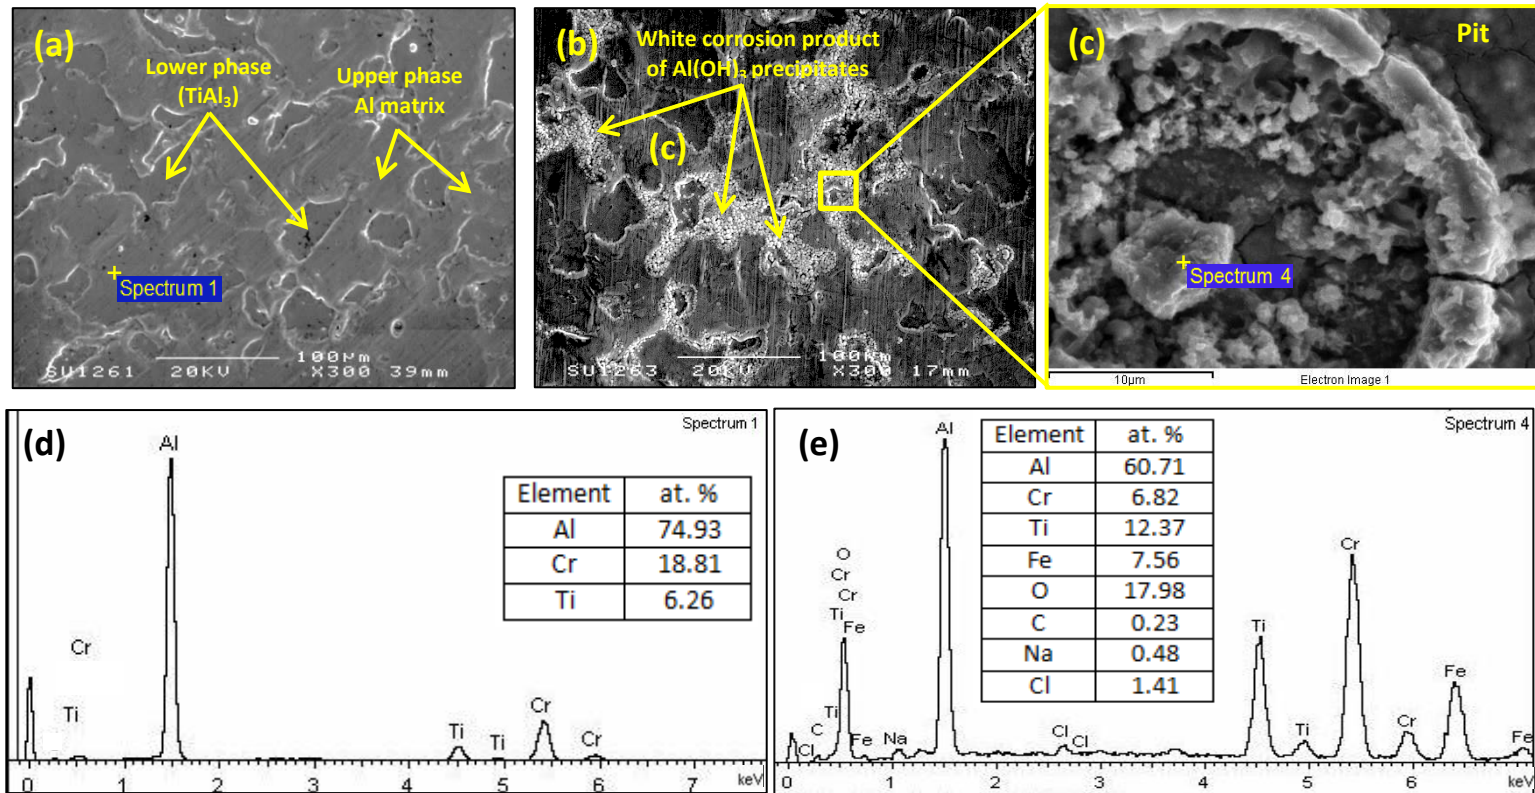 (a)
Lower phase
(TiAl₃)
Upper phase
Al matrix
Spectrum 1
100µm
SU1261 20KV X300 39mm
(b)
White corrosion product
of Al(OH)₃ precipitates
(c)
100µm
SU1263 20KV X300 17mm
(c)
Pit
Spectrum 4
10µm
Electron Image 1
(d)
Spectrum 1
Al
Cr
Ti
Ti
Ti
Cr
Cr
Element at. %
Al 74.93
Cr 18.81
Ti 6.26
0 1 2 3 4 5 6 7
keV
(e)
Spectrum 4
Al
O
Cr
Cr
Ti
Fe
Ti
C
Cl
Fe
Na
Cl
Cl
Ti
Ti
Cr
Cr
Fe
Fe
Element at. %
Al 60.71
Cr 6.82
Ti 12.37
Fe 7.56
O 17.98
C 0.23
Na 0.48
Cl 1.41
0 1 2 3 4 5 6
keV